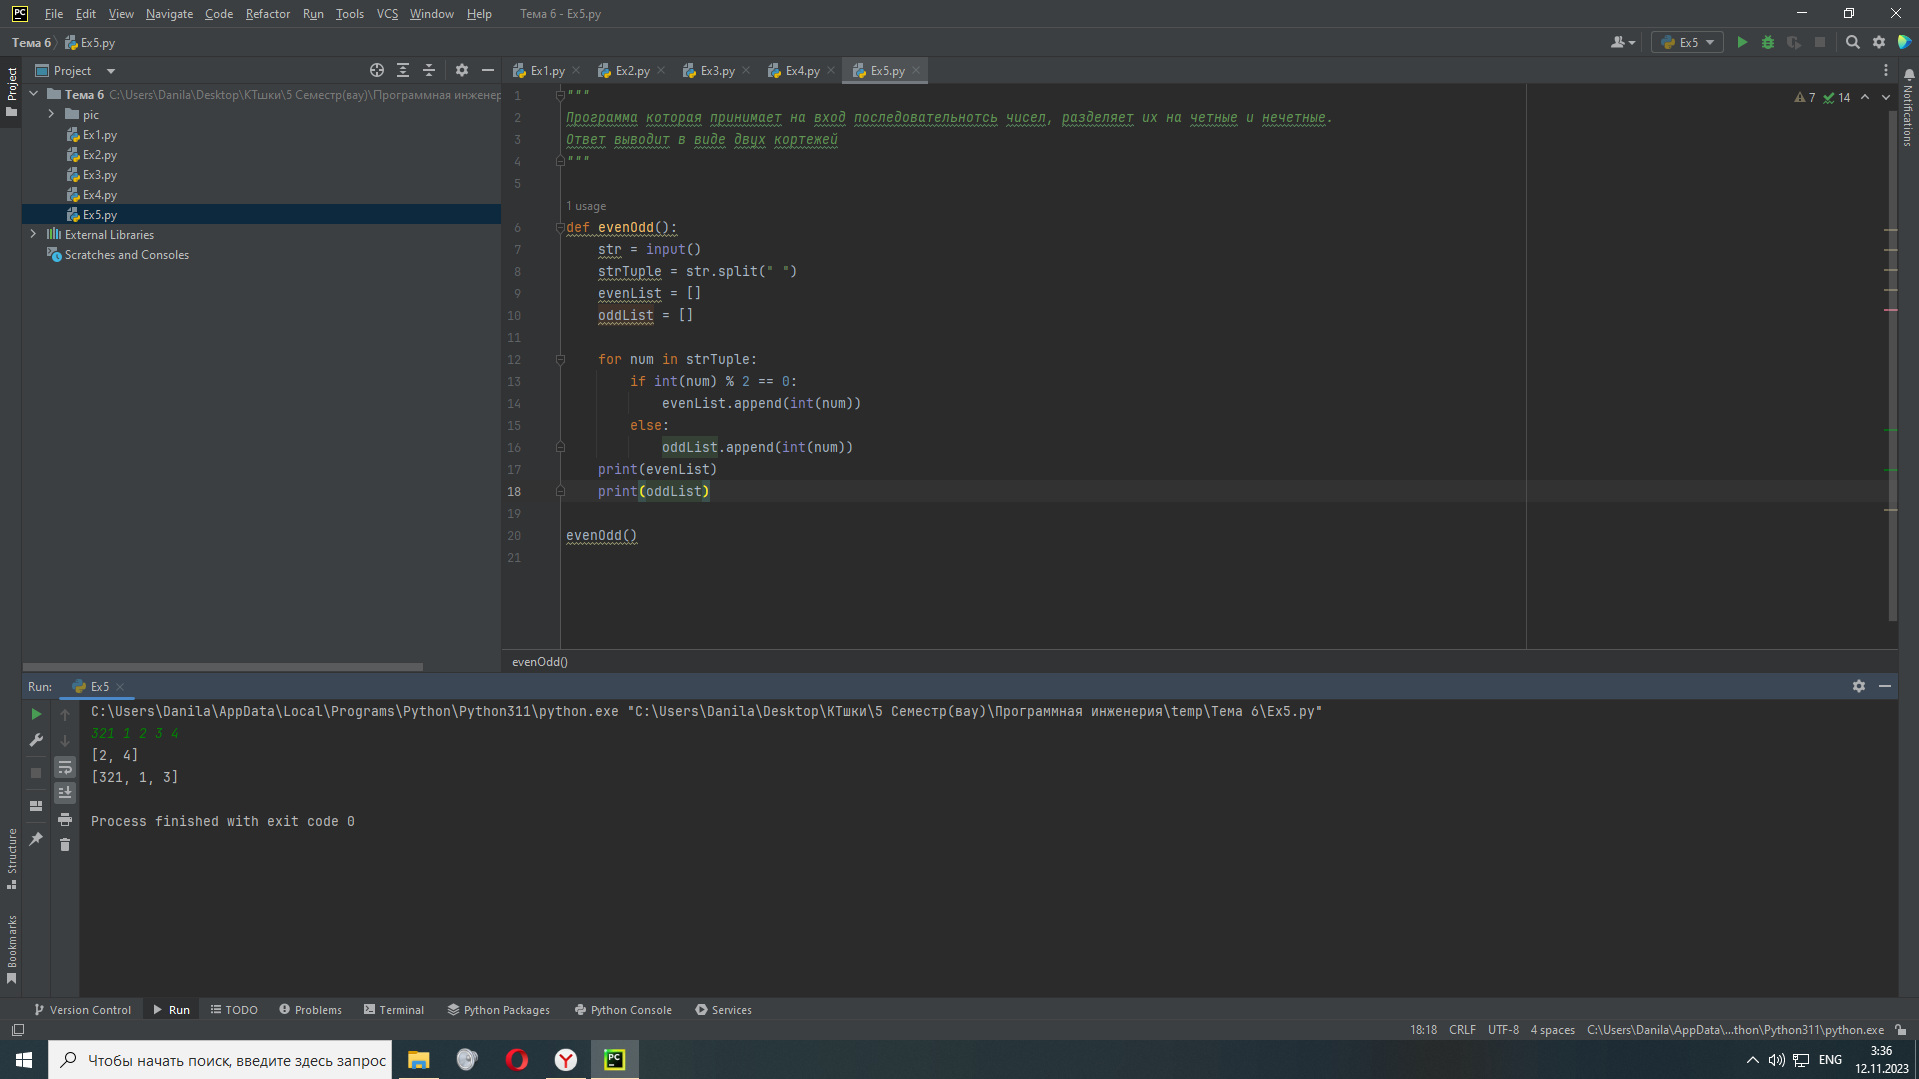 PC File Edit View Navigate Code Refactor Run Tools VCS Window Help Тема 6 - Ex5.py
Тема 6 Ex5.py Ex5
Project
Project
Тема 6 C:\Users\Danila\Desktop\КТшки\5 Семестр(вау)\Программная инженер
pic
Ex1.py
Ex2.py
Ex3.py
Ex4.py
Ex5.py
External Libraries
Scratches and Consoles
Ex1.py Ex2.py Ex3.py Ex4.py Ex5.py
7 14
Notifications
1 """
2 Программа которая принимает на вход последовательнотсь чисел, разделяет их на четные и нечетные.
3 Ответ выводит в виде двух кортежей
4 """
5
1 usage
6 def evenOdd():
7 str = input()
8 strTuple = str.split(" ")
9 evenList = []
10 oddList = []
11
12 for num in strTuple:
13 if int(num) % 2 == 0:
14 evenList.append(int(num))
15 else:
16 oddList.append(int(num))
17 print(evenList)
18 print(oddList)
19
20 evenOdd()
21
evenOdd()
Run: Ex5
C:\Users\Danila\AppData\Local\Programs\Python\Python311\python.exe "C:\Users\Danila\Desktop\КТшки\5 Семестр(вау)\Программная инженерия\temp\Тема 6\Ex5.py"
321 1 2 3 4
[2, 4]
[321, 1, 3]
Process finished with exit code 0
Structure
Bookmarks
Version Control Run TODO Problems Terminal Python Packages Python Console Services
18:18 CRLF UTF-8 4 spaces C:\Users\Danila\AppData\...thon\Python311\python.exe
Чтобы начать поиск, введите здесь запрос
PC
ENG
3:36
12.11.2023